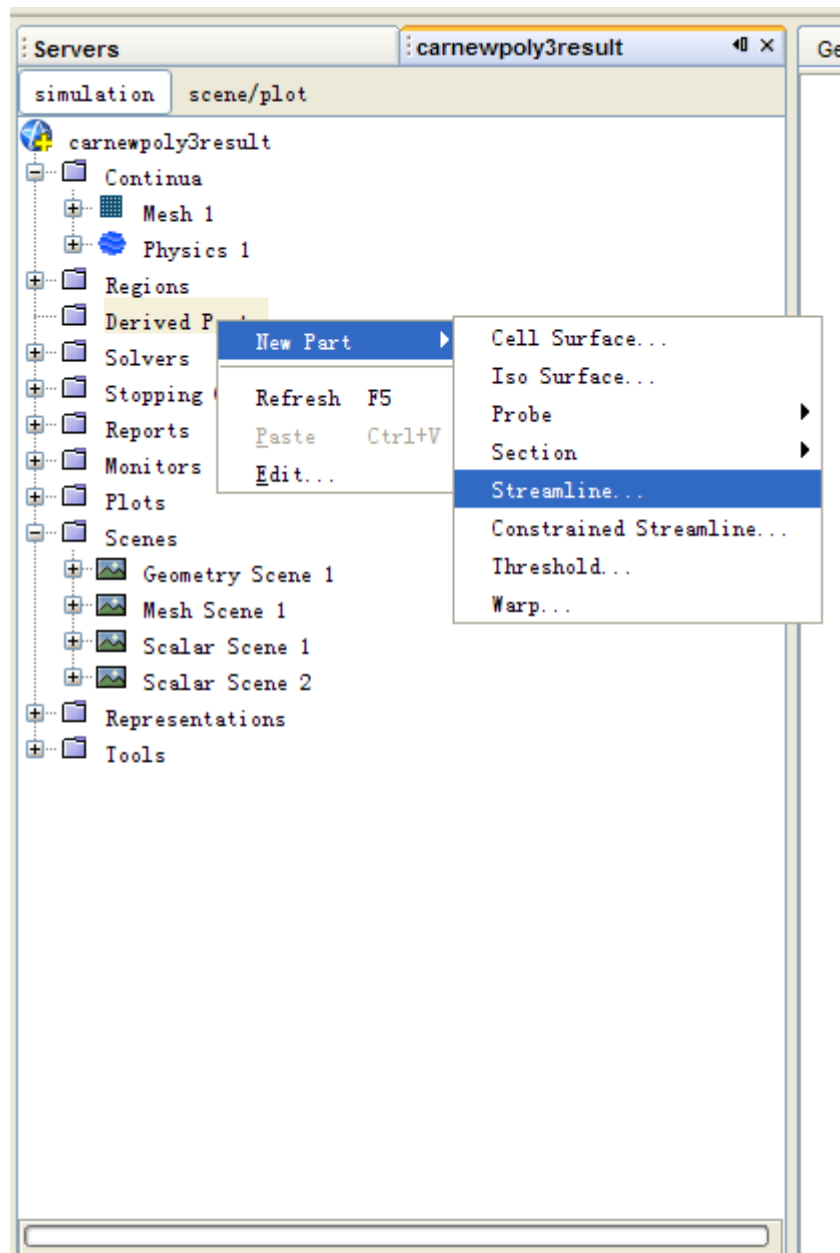 Servers
carnewpoly3result
Ge
simulation
scene/plot
carnewpoly3result
Continua
Mesh 1
Physics 1
Regions
Derived
Solvers
Stopping
Reports
Monitors
Plots
Scenes
Geometry Scene 1
Mesh Scene 1
Scalar Scene 1
Scalar Scene 2
Representations
Tools
New Part
Refresh F5
Paste Ctrl+V
Edit...
Cell Surface...
Iso Surface...
Probe
Section
Streamline...
Constrained Streamline...
Threshold...
Warp...